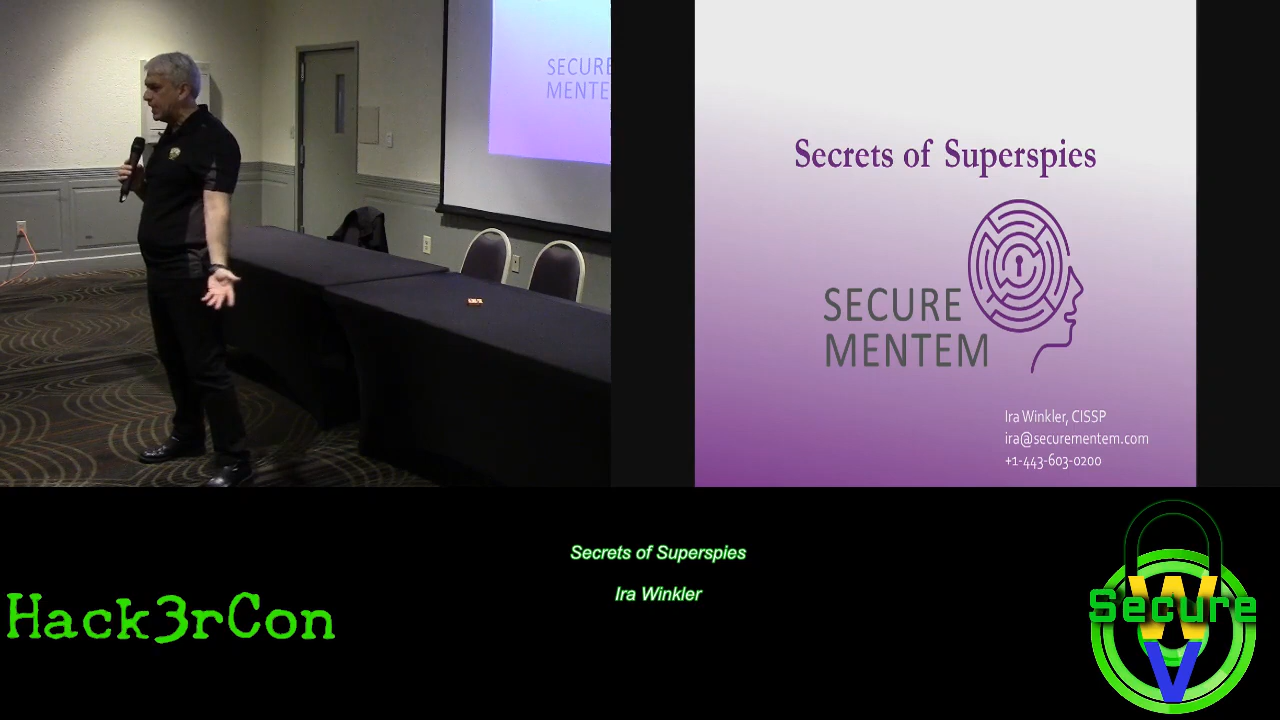 SECURE
MENTE
Secrets of Superspies
SECURE
MENTEM
Ira Winkler, CISSP
ira@securementem.com
+1-443-603-0200
Secrets of Superspies
Ira Winkler
Hack3rCon
Secure
W
V